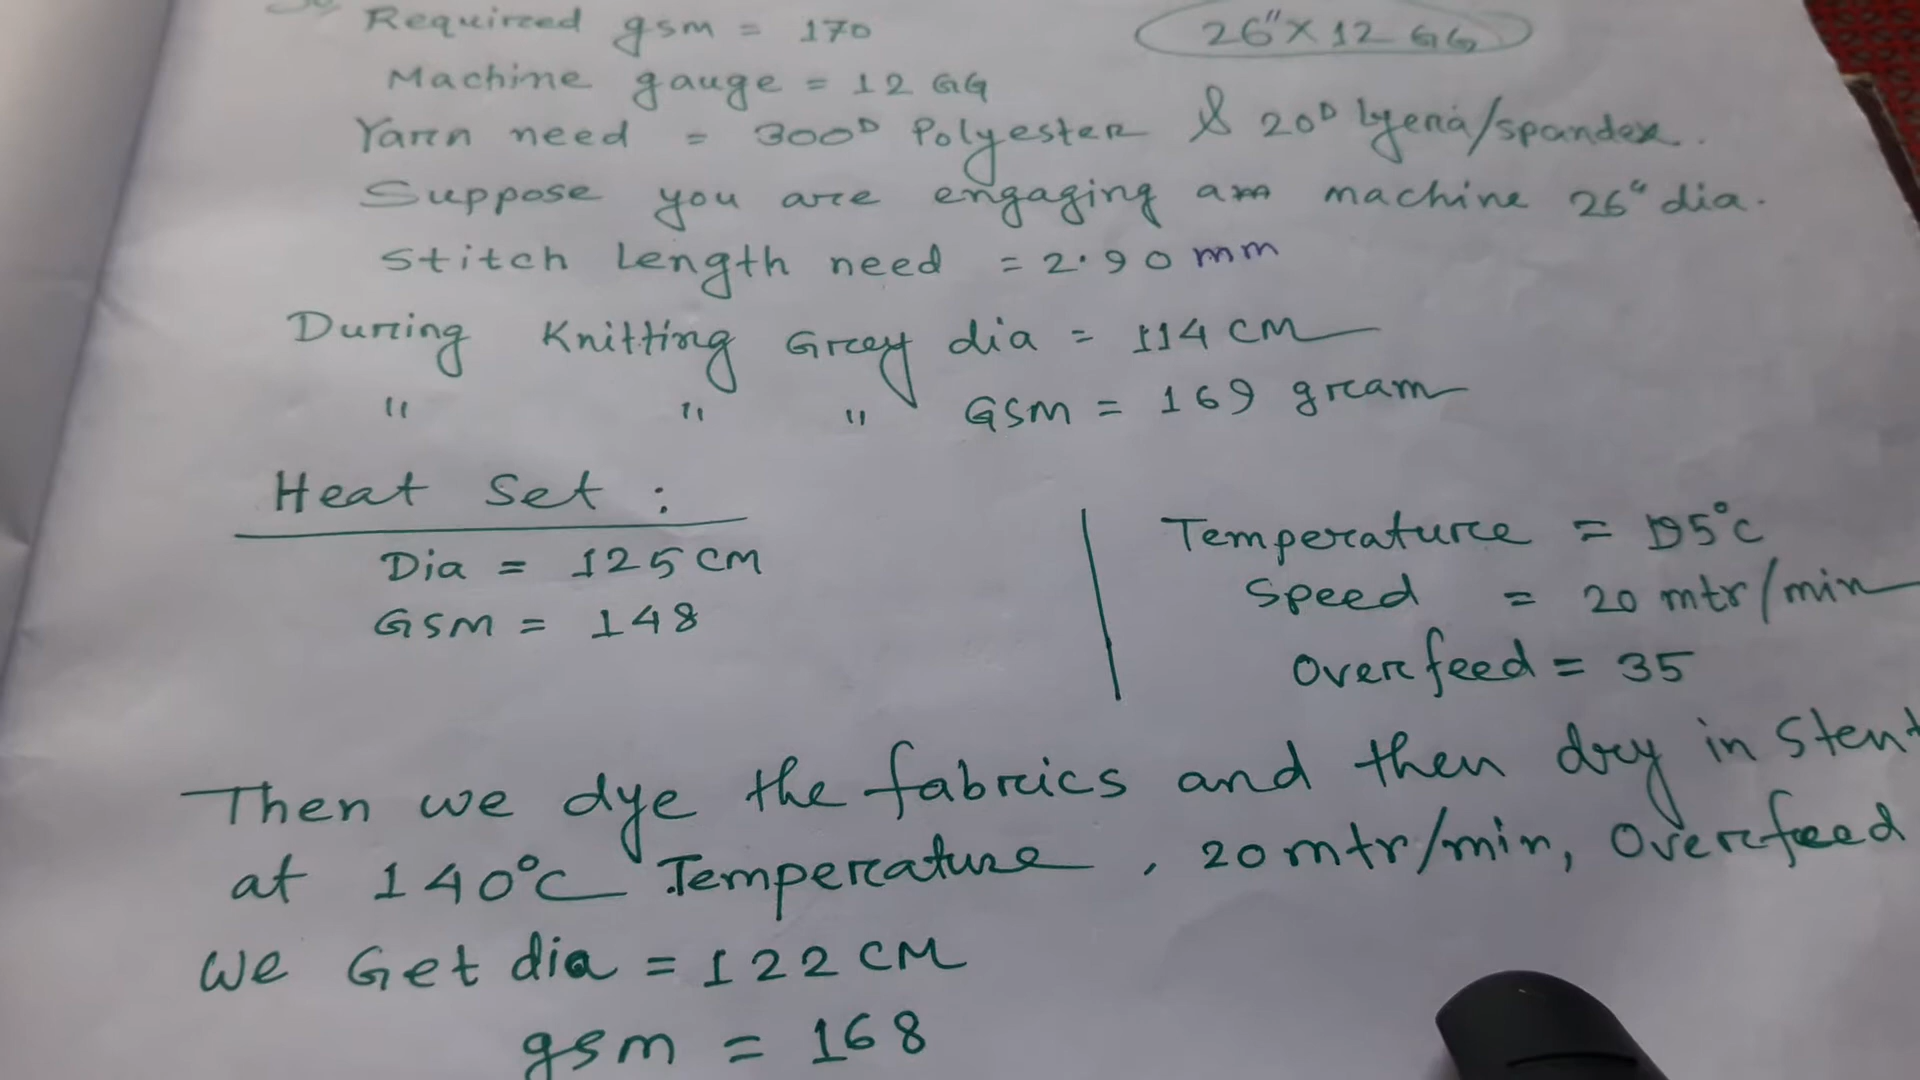 Required gsm = 170
26" X 12 GG
Machine gauge = 12 GG
Yarn need = 300D Polyester & 20D lycra/spandex.
Suppose you are engaging am machine 26" dia.
Stitch Length need = 2.90 mm
During Knitting Grey dia = 114 CM
" " " GSM = 169 gram
Heat Set :
Dia = 125 CM
GSM = 148
Temperature = 195°C
Speed = 20 mtr/min
Overfeed = 35
Then we dye the fabrics and then dry in Stent
at 140°C Temperature, 20 mtr/min, Overfeed
We Get dia = 122 CM
gsm = 168